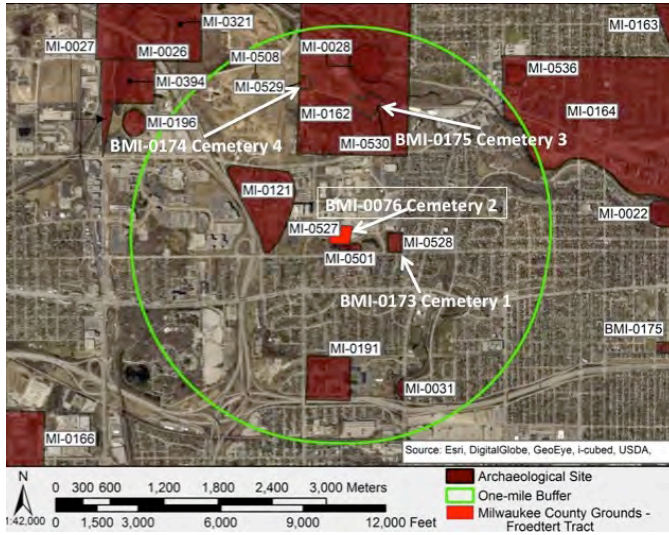 MI-0321
MI-0163
MI-0027
MI-0026
MI-0508
MI-0028
MI-0536
MI-0394
MI-0529
MI-0164
MI-0196
MI-0162
BMI-0174 Cemetery 4
MI-0530
BMI-0175 Cemetery 3
MI-0121
BMI-0076 Cemetery 2
MI-0022
MI-0527
MI-0528
MI-0501
BMI-0173 Cemetery 1
BMI-0175
MI-0191
MI-0031
MI-0166
Source: Esri, DigitalGlobe, GeoEye, i-cubed, USDA,
N
1:42,000
0 300 600 1,200 1,800 2,400 3,000 Meters
0 1,500 3,000 6,000 9,000 12,000 Feet
Archaeological Site
One-mile Buffer
Milwaukee County Grounds -
Froedtert Tract